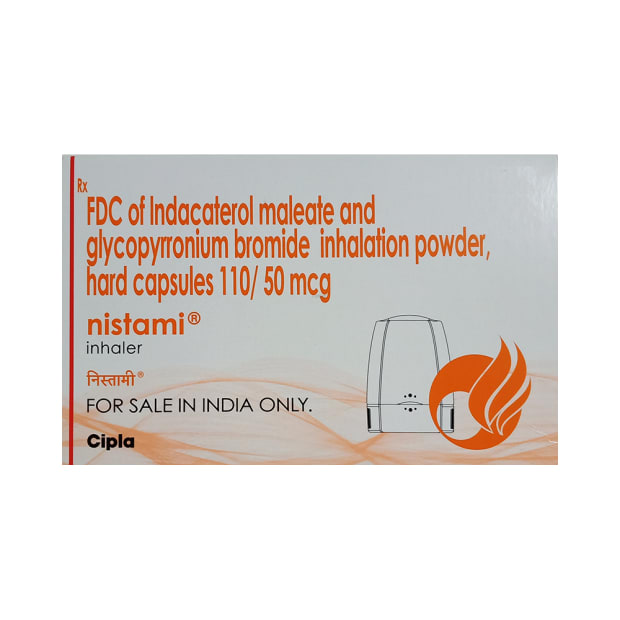 Rx
FDC of Indacaterol maleate and
glycopyrronium bromide inhalation powder,
hard capsules 110/ 50 mcg
nistami®
inhaler
निस्तामी®
FOR SALE IN INDIA ONLY.
Cipla